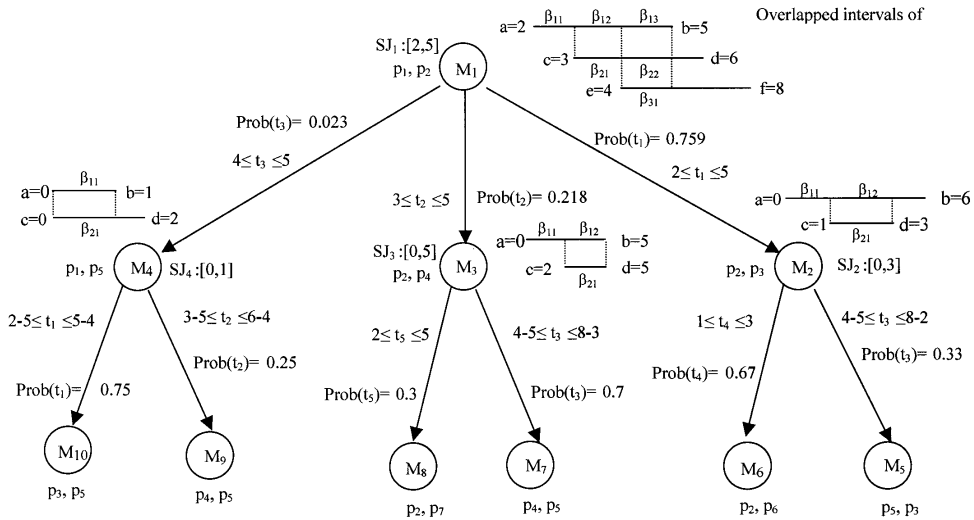 Overlapped intervals of
β11 β12 β13
a=2 b=5
SJ1 :[2,5]
c=3 d=6
p1, p2 M1
β21 β22
e=4 f=8
β31
Prob(t3)= 0.023
Prob(t1)= 0.759
4≤ t3 ≤5
2≤ t1 ≤5
β11
a=0 b=1
3≤ t2 ≤5
Prob(t2)= 0.218
β11 β12
a=0 b=6
c=0 d=2
β21
c=1 d=3
β21
SJ3 :[0,5]
β11 β12
a=0 b=5
p1, p5 M4 SJ4 :[0,1]
p2, p4 M3
c=2 d=5
β21
p2, p3 M2 SJ2 :[0,3]
2-5≤ t1 ≤5-4
3-5≤ t2 ≤6-4
2≤ t5 ≤5
4-5≤ t3 ≤8-3
1≤ t4 ≤3
4-5≤ t3 ≤8-2
Prob(t1)= 0.75
Prob(t2)= 0.25
Prob(t5)= 0.3
Prob(t3)= 0.7
Prob(t4)= 0.67
Prob(t3)= 0.33
M10 M9 M8 M7 M6 M5
p3, p5 p4, p5 p2, p7 p4, p5 p2, p6 p5, p3